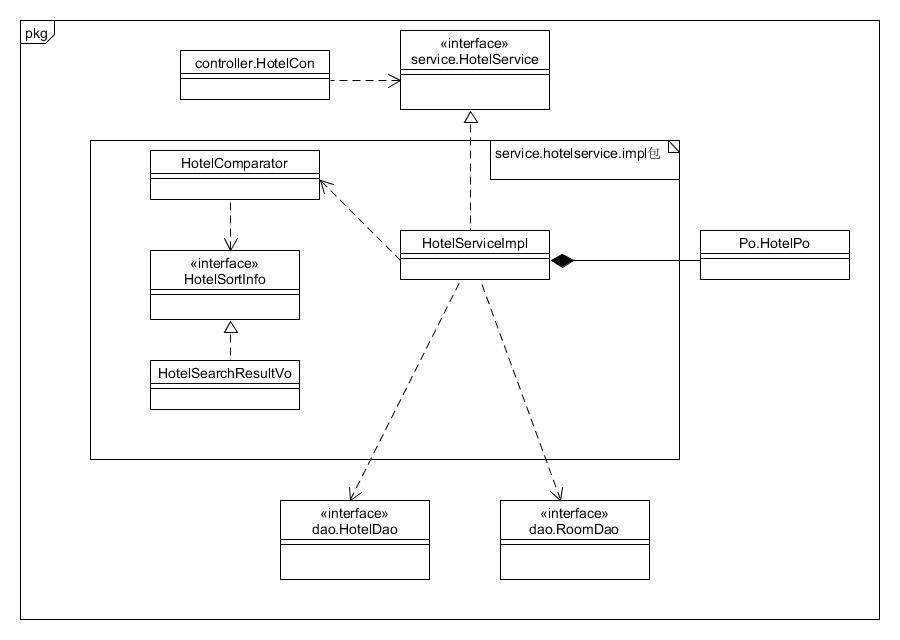 pkg
«interface»
service.HotelService
controller.HotelCon
service.hotelservice.impl包
HotelComparator
HotelServiceImpl
Po.HotelPo
«interface»
HotelSortInfo
HotelSearchResultVo
«interface»
dao.HotelDao
«interface»
dao.RoomDao